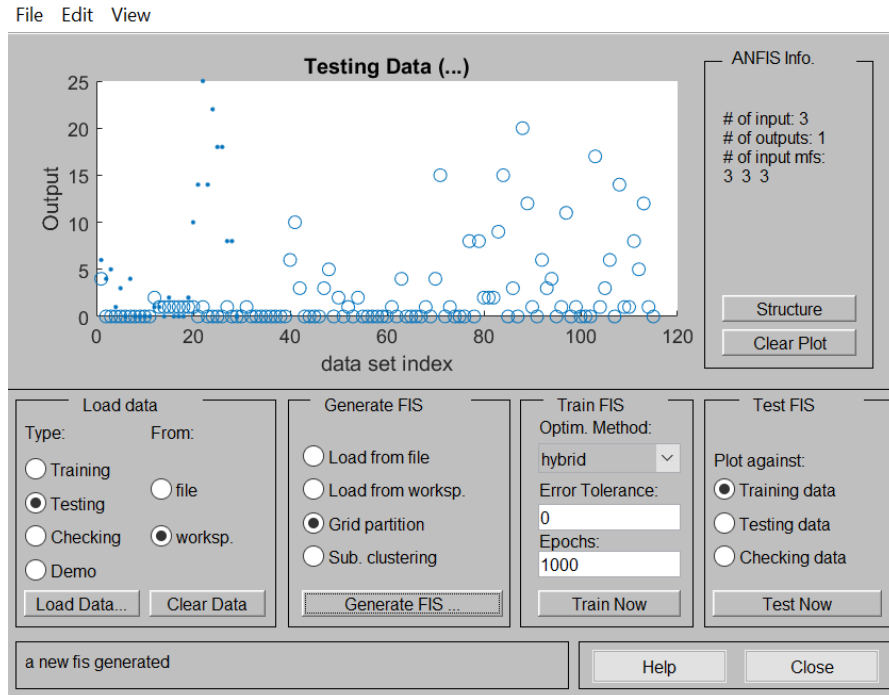 File Edit View
Testing Data (...)
25
20
15
10
5
0
Output
0 20 40 60 80 100 120
data set index
ANFIS Info.
# of input: 3
# of outputs: 1
# of input mfs:
3 3 3
Structure
Clear Plot
Load data
Type: From:
Training
Testing
Checking
Demo
file
worksp.
Load Data... Clear Data
Generate FIS
Load from file
Load from worksp.
Grid partition
Sub. clustering
Generate FIS ...
Train FIS
Optim. Method:
hybrid
Error Tolerance:
0
Epochs:
1000
Train Now
Test FIS
Plot against:
Training data
Testing data
Checking data
Test Now
a new fis generated
Help Close